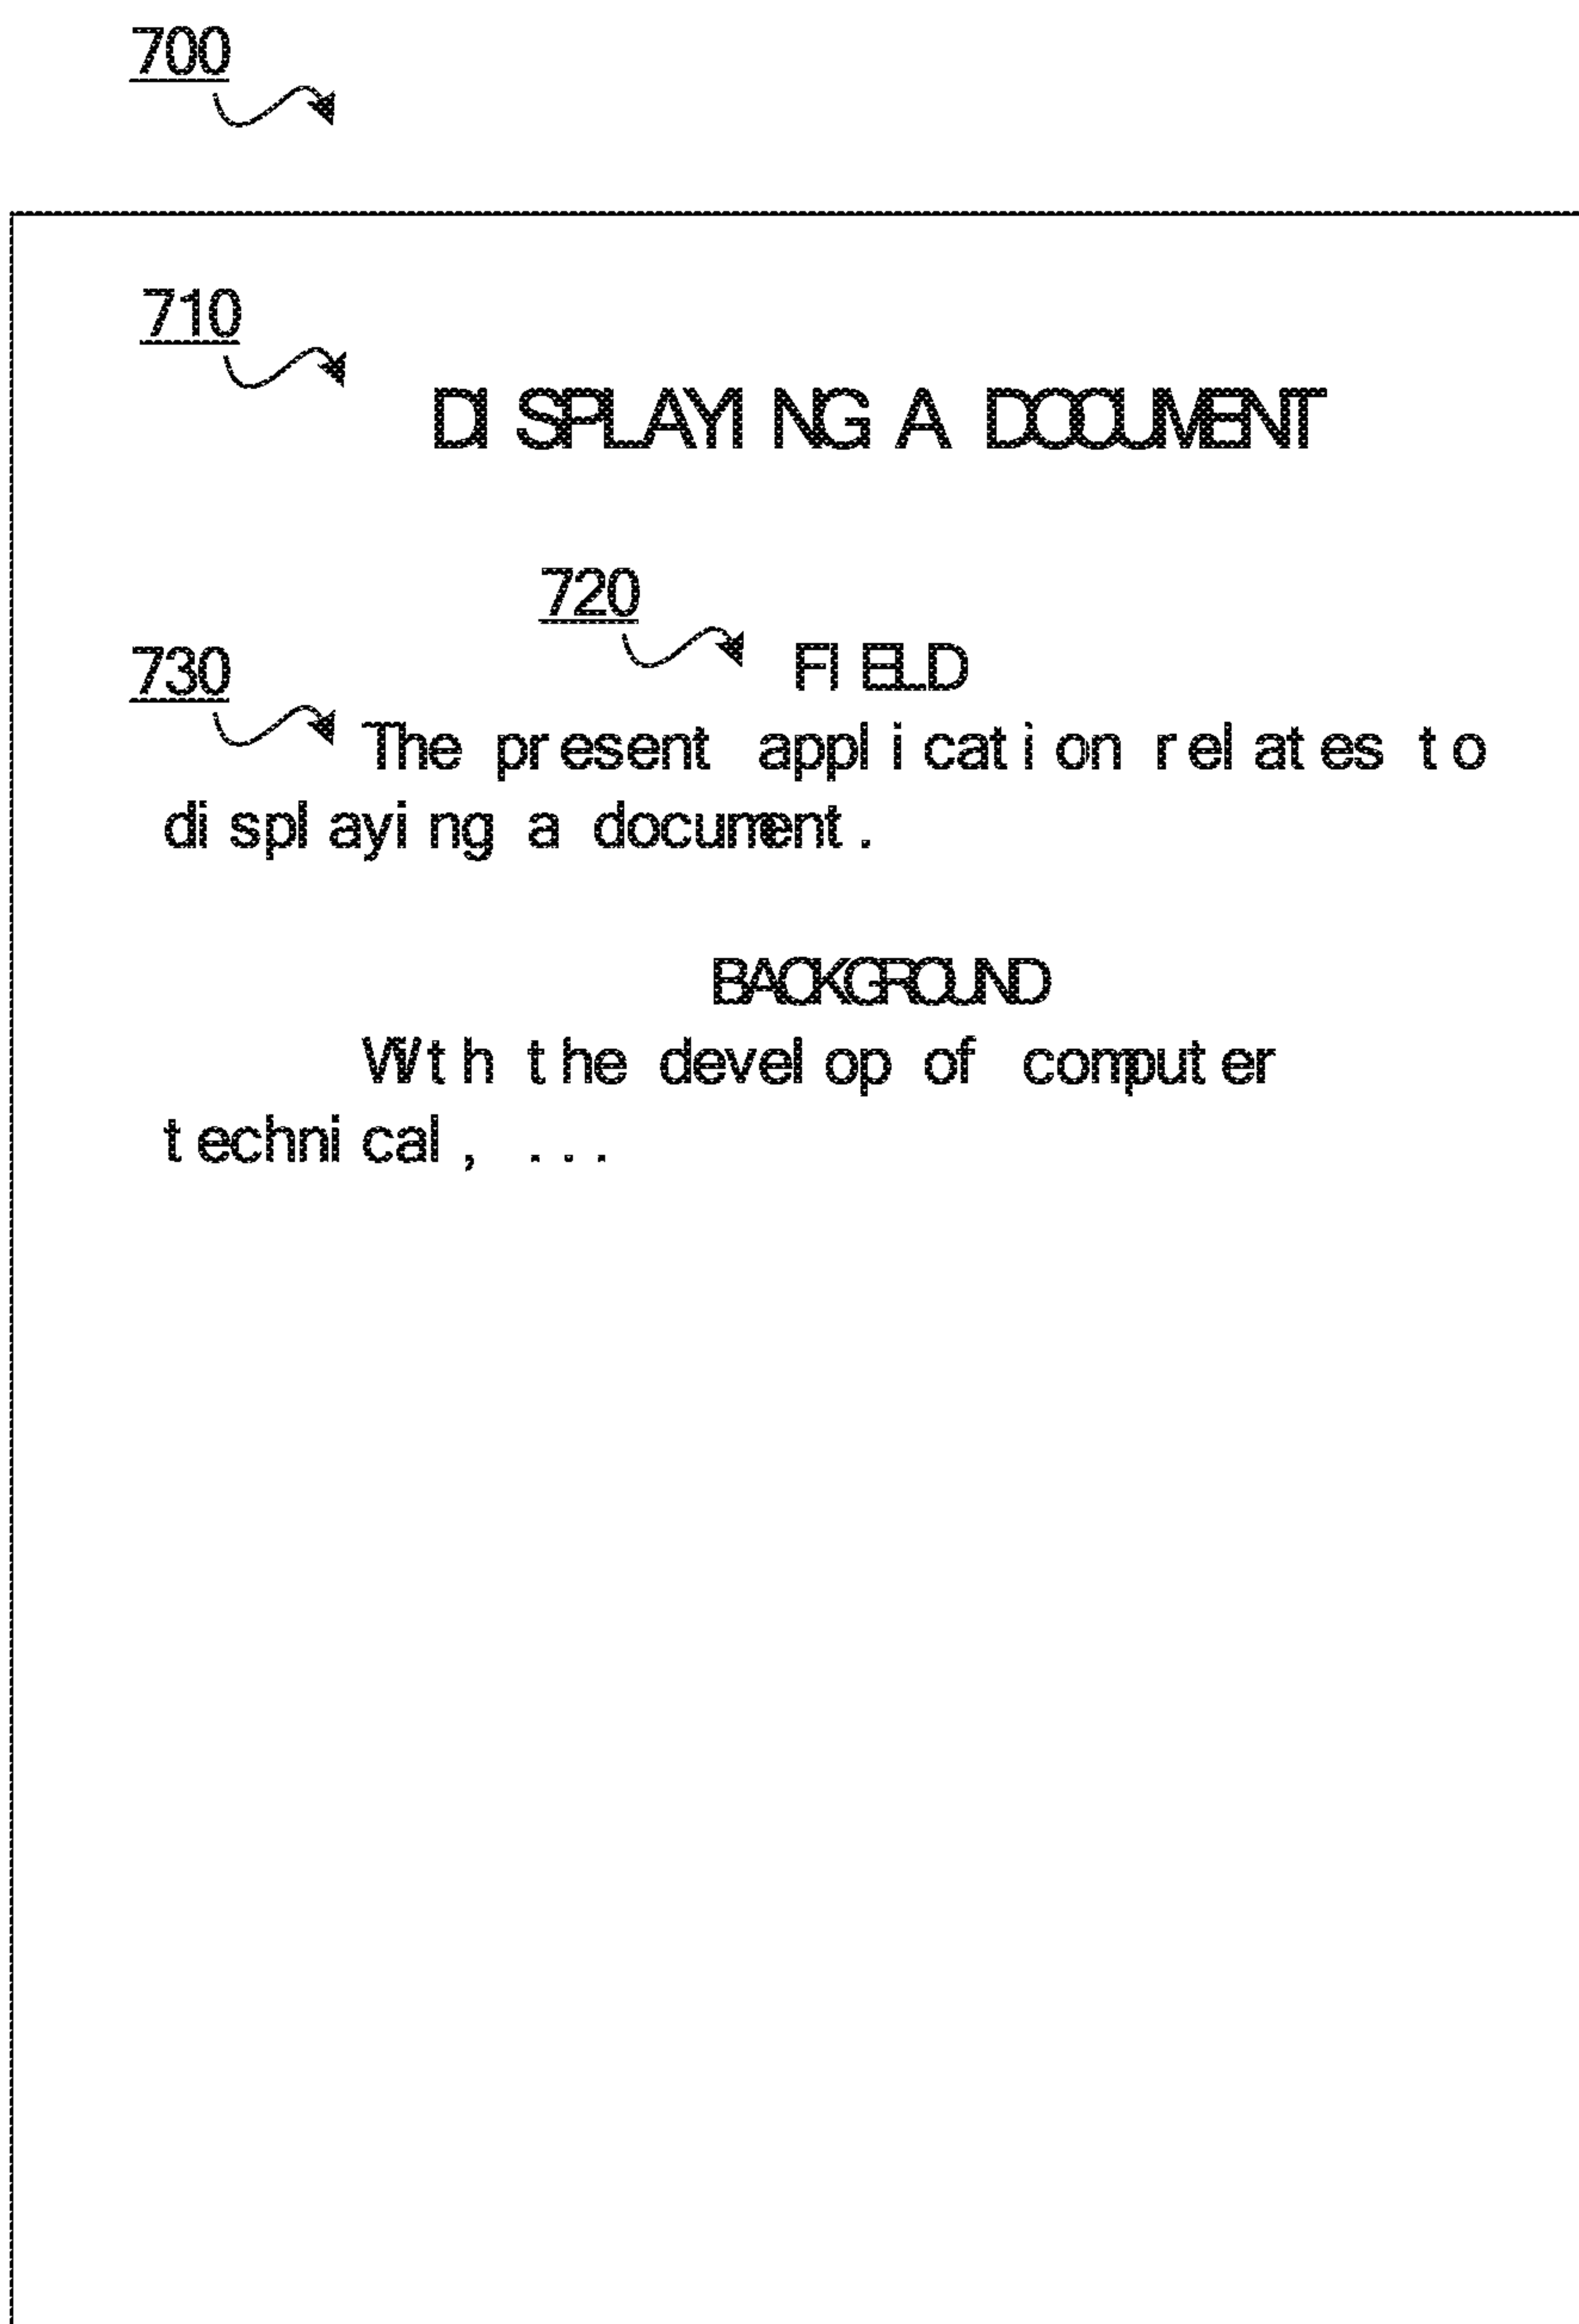 700
710
DISPLAYING A DOCUMENT
720
FIELD
730
The present application relates to
displaying a document.
BACKGROUND
With the develop of computer
technical, ...